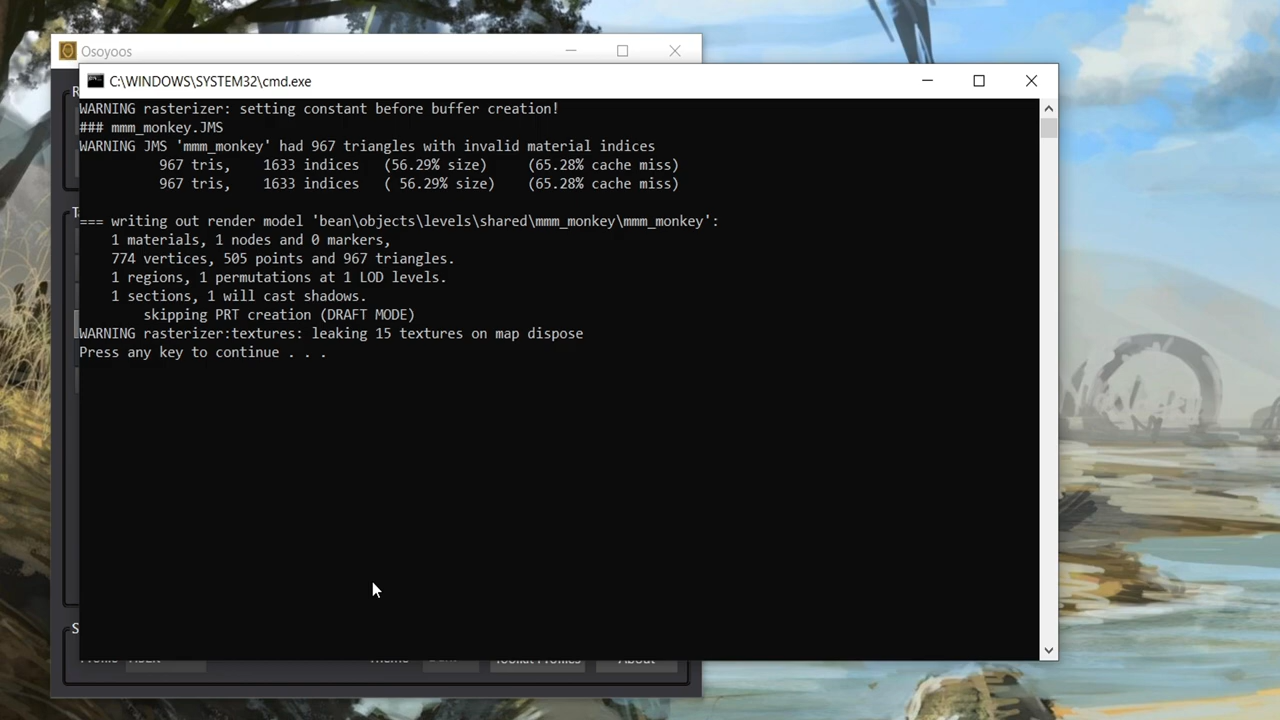 Osoyoos
C:\WINDOWS\SYSTEM32\cmd.exe
WARNING rasterizer: setting constant before buffer creation!
### mmm_monkey.JMS
WARNING JMS 'mmm_monkey' had 967 triangles with invalid material indices
967 tris, 1633 indices (56.29% size) (65.28% cache miss)
967 tris, 1633 indices ( 56.29% size) (65.28% cache miss)
=== writing out render model 'bean\objects\levels\shared\mmm_monkey\mmm_monkey':
1 materials, 1 nodes and 0 markers,
774 vertices, 505 points and 967 triangles.
1 regions, 1 permutations at 1 LOD levels.
1 sections, 1 will cast shadows.
skipping PRT creation (DRAFT MODE)
WARNING rasterizer:textures: leaking 15 textures on map dispose
Press any key to continue . . .